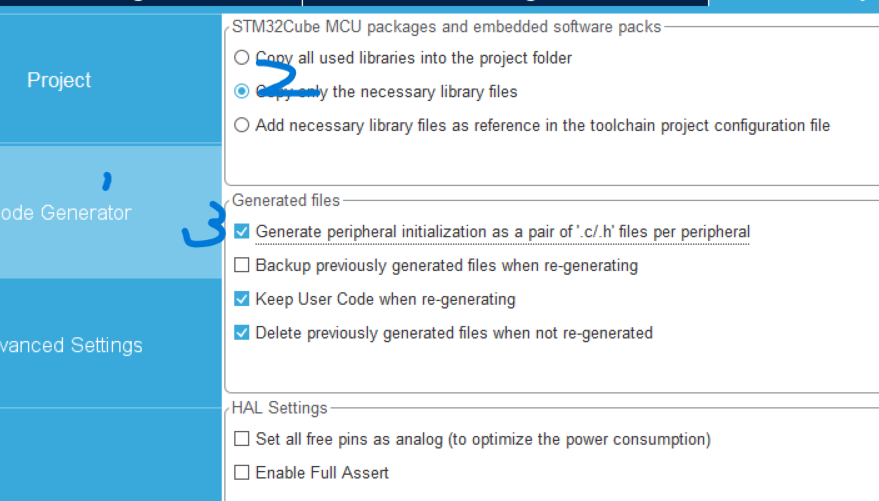 STM32Cube MCU packages and embedded software packs
Copy all used libraries into the project folder
Project
2
Copy only the necessary library files
Add necessary library files as reference in the toolchain project configuration file
1
Generated files
ode Generator
3
Generate peripheral initialization as a pair of '.c/.h' files per peripheral
Backup previously generated files when re-generating
Keep User Code when re-generating
Delete previously generated files when not re-generated
vanced Settings
HAL Settings
Set all free pins as analog (to optimize the power consumption)
Enable Full Assert